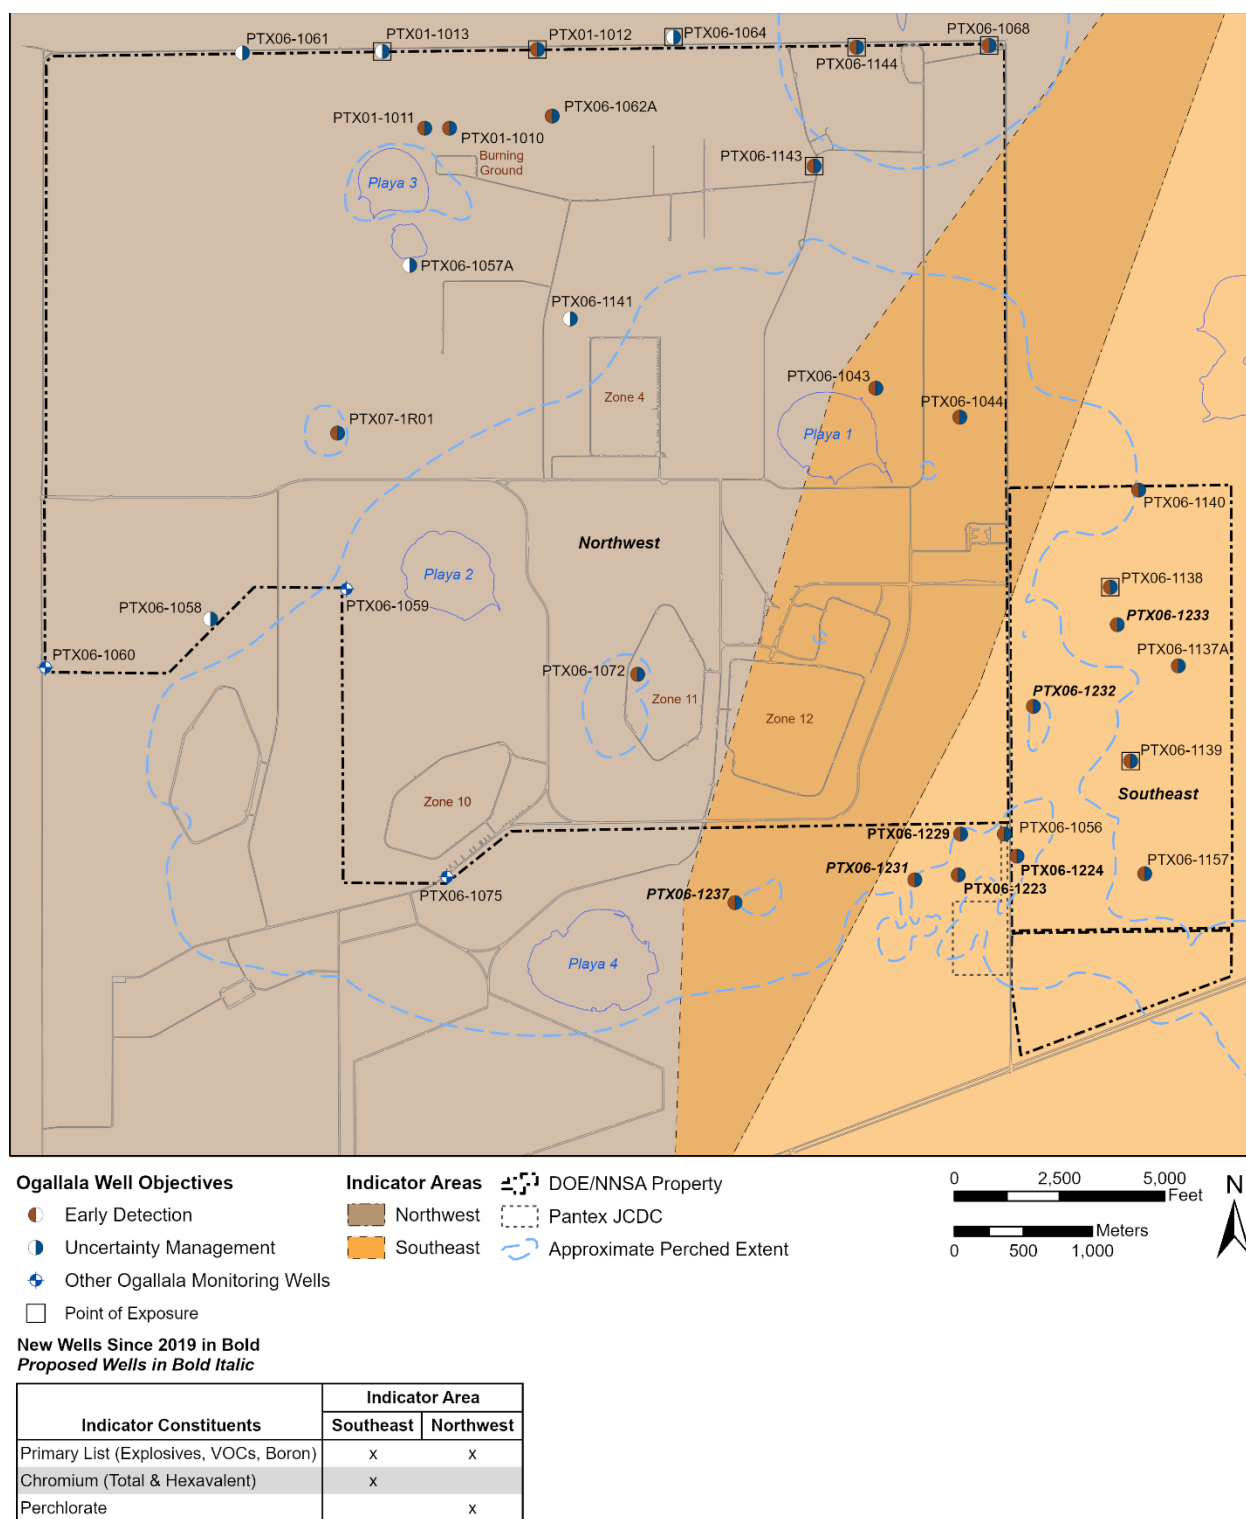 PTX06-1061
PTX01-1013
PTX01-1012
PTX06-1064
PTX06-1144
PTX06-1068
PTX01-1011
PTX01-1010
PTX06-1062A
Burning
Ground
PTX06-1143
Playa 3
PTX06-1057A
PTX06-1141
PTX06-1043
PTX06-1044
Zone 4
PTX07-1R01
Playa 1
PTX06-1140
Northwest
Playa 2
PTX06-1138
PTX06-1058
PTX06-1059
PTX06-1233
PTX06-1060
PTX06-1137A
PTX06-1072
PTX06-1232
Zone 11
Zone 12
PTX06-1139
Southeast
Zone 10
PTX06-1229
PTX06-1056
PTX06-1231
PTX06-1224
PTX06-1157
PTX06-1223
PTX06-1075
PTX06-1237
Playa 4
Ogallala Well Objectives
Early Detection
Uncertainty Management
Other Ogallala Monitoring Wells
Point of Exposure
New Wells Since 2019 in Bold
Proposed Wells in Bold Italic
Indicator Areas
Northwest
Southeast
DOE/NNSA Property
Pantex JCDC
Approximate Perched Extent
0 2,500 5,000
Feet
Meters
0 500 1,000
N
Indicator Area
Indicator Constituents Southeast Northwest
Primary List (Explosives, VOCs, Boron) x x
Chromium (Total & Hexavalent) x
Perchlorate x